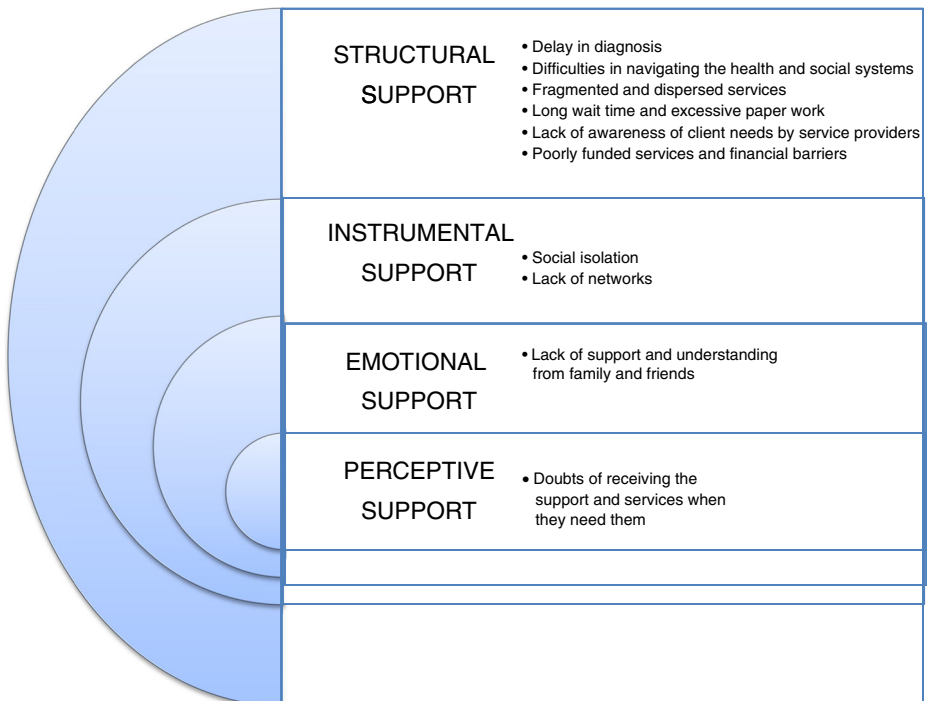 STRUCTURAL
SUPPORT
• Delay in diagnosis
• Difficulties in navigating the health and social systems
• Fragmented and dispersed services
• Long wait time and excessive paper work
• Lack of awareness of client needs by service providers
• Poorly funded services and financial barriers
INSTRUMENTAL
SUPPORT
• Social isolation
• Lack of networks
EMOTIONAL
SUPPORT
• Lack of support and understanding
from family and friends
PERCEPTIVE
SUPPORT
• Doubts of receiving the
support and services when
they need them